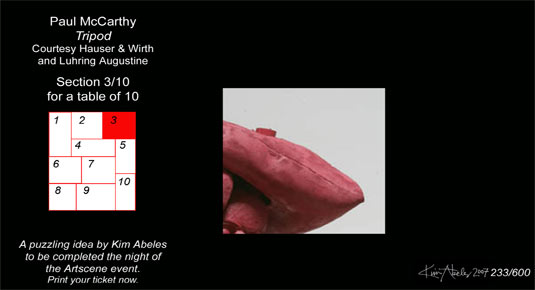 Paul McCarthy
Tripod
Courtesy Hauser & Wirth
and Luhring Augustine
Section 3/10
for a table of 10
1 2 3
4 5
6 7
8 9 10
A puzzling idea by Kim Abeles
to be completed the night of
the Artscene event.
Print your ticket now.
Kim Abeles 2007 233/600